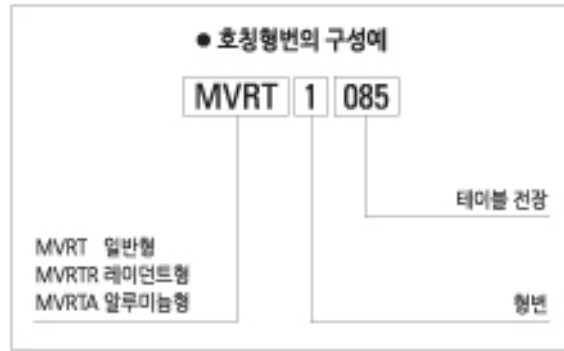 ● 호칭형번의 구성예
MVRT 1 085
테이블 전장
MVRT 일반형
MVRTR 레이던트형
MVRTA 알루미늄형
형번